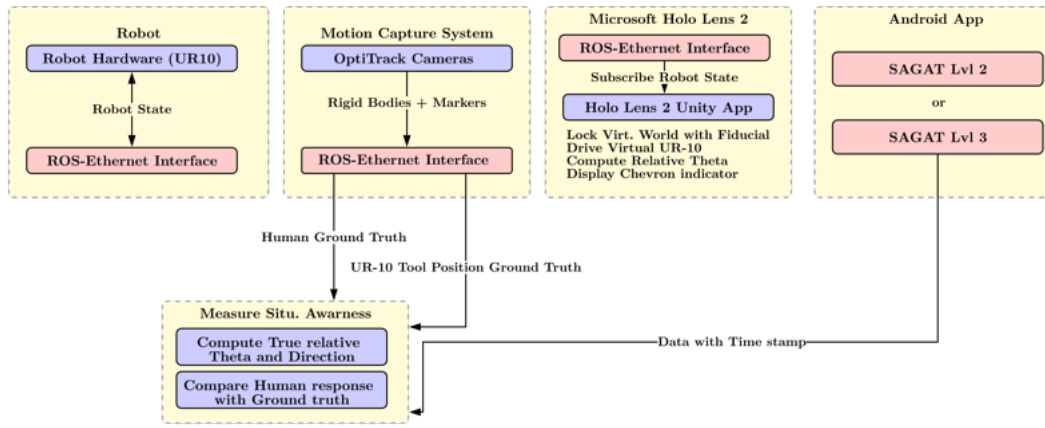 Robot
Robot Hardware (UR10)
Robot State
ROS-Ethernet Interface
Motion Capture System
OptiTrack Cameras
Rigid Bodies + Markers
ROS-Ethernet Interface
Microsoft Holo Lens 2
ROS-Ethernet Interface
Subscribe Robot State
Holo Lens 2 Unity App
Lock Virt. World with Fiducial
Drive Virtual UR-10
Compute Relative Theta
Display Chevron indicator
Android App
SAGAT Lvl 2
or
SAGAT Lvl 3
Human Ground Truth
UR-10 Tool Position Ground Truth
Measure Situ. Awarness
Compute True relative
Theta and Direction
Compare Human response
with Ground truth
Data with Time stamp